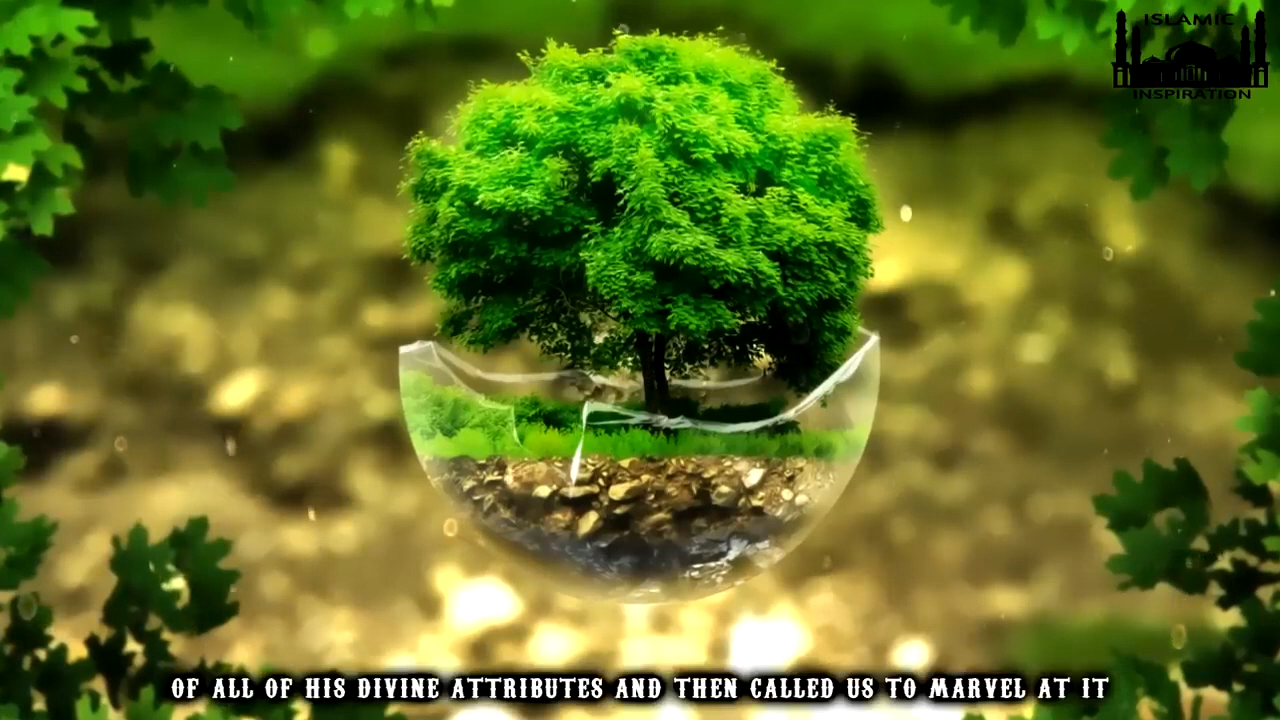 ISLAMIC
INSPIRATION
OF ALL OF HIS DIVINE ATTRIBUTES AND THEN CALLED US TO MARVEL AT IT